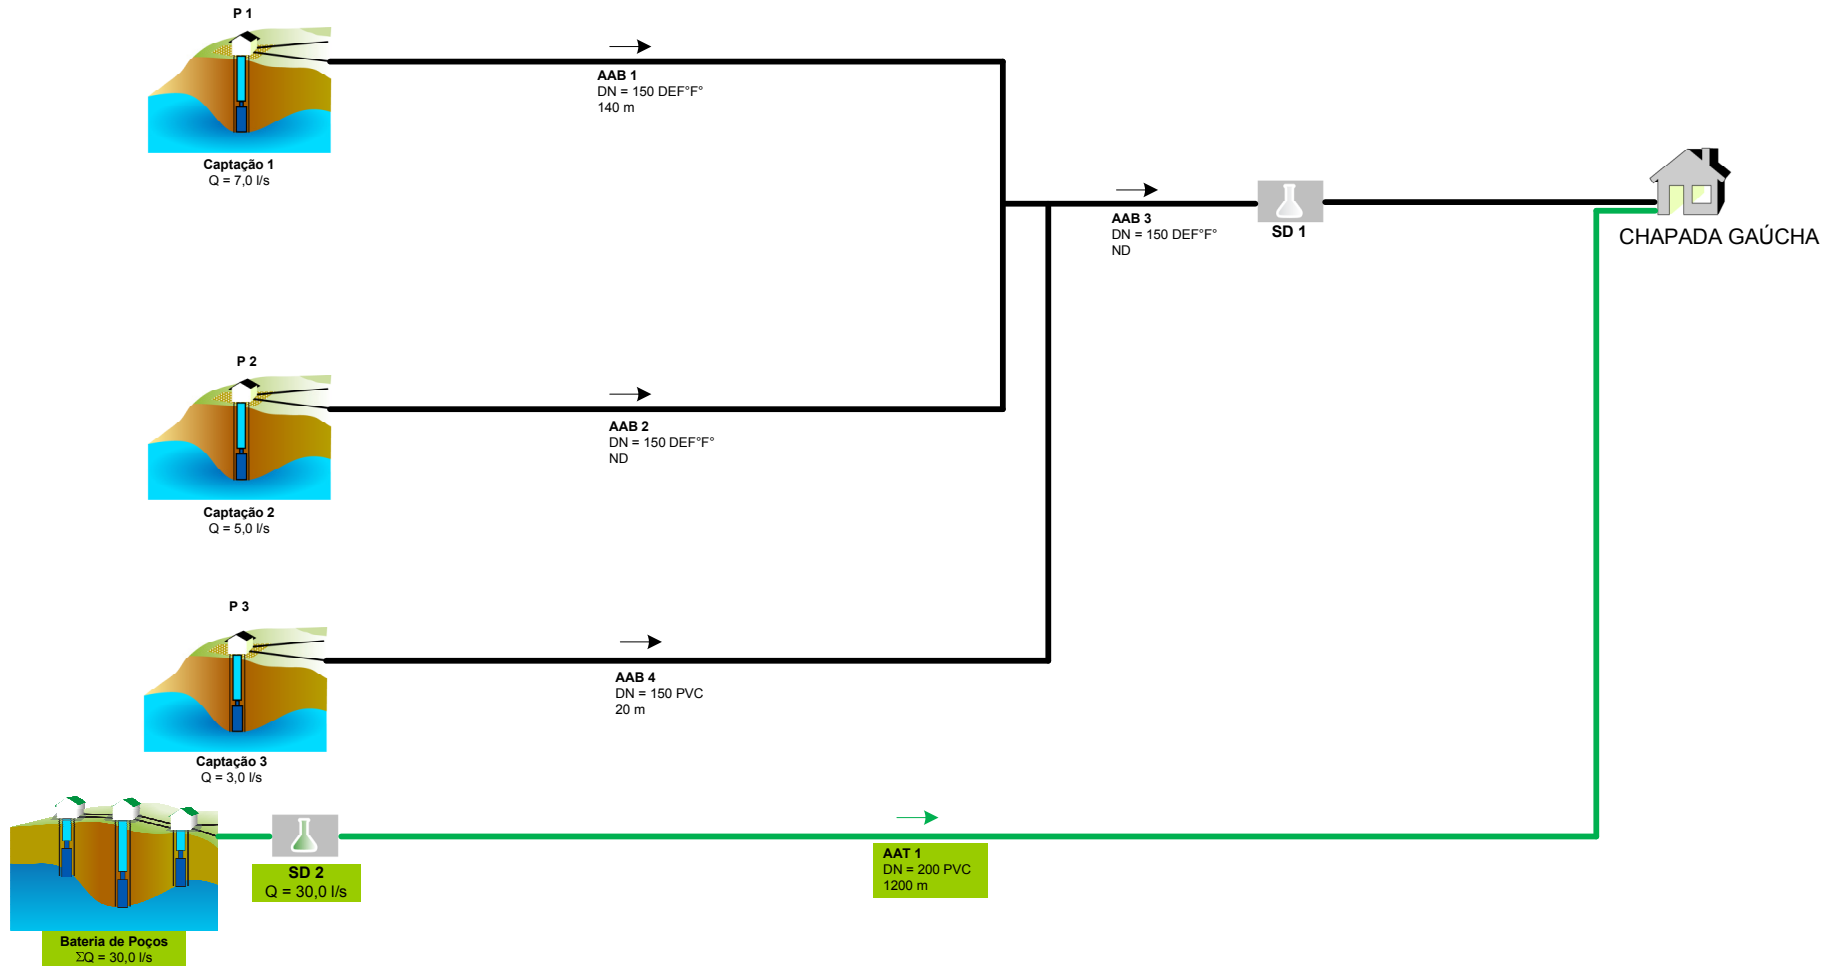 P 1
AAB 1
DN = 150 DEF°F°
140 m
Captação 1
Q = 7,0 l/s
AAB 3
DN = 150 DEF°F°
ND
SD 1
CHAPADA GAÚCHA
P 2
AAB 2
DN = 150 DEF°F°
ND
Captação 2
Q = 5,0 l/s
P 3
AAB 4
DN = 150 PVC
20 m
Captação 3
Q = 3,0 l/s
SD 2
Q = 30,0 l/s
AAT 1
DN = 200 PVC
1200 m
Bateria de Poços
ΣQ = 30,0 l/s